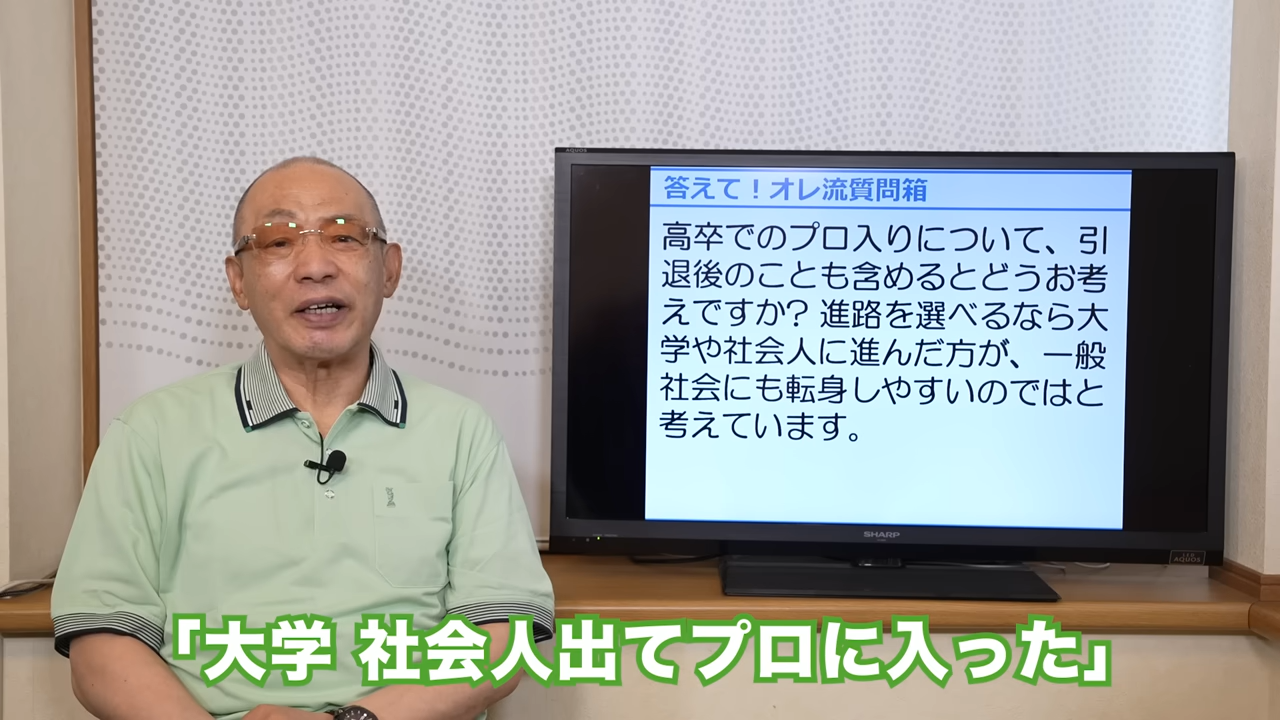 AQUOS
答えて！オレ流質問箱
高卒でのプロ入りについて、引
退後のことも含めるとどうお考
えですか？ 進路を選べるなら大
学や社会人に進んだ方が、一般
社会にも転身しやすいのではと
考えています。
SHARP
LED
AQUOS
「大学 社会人出てプロに入った」